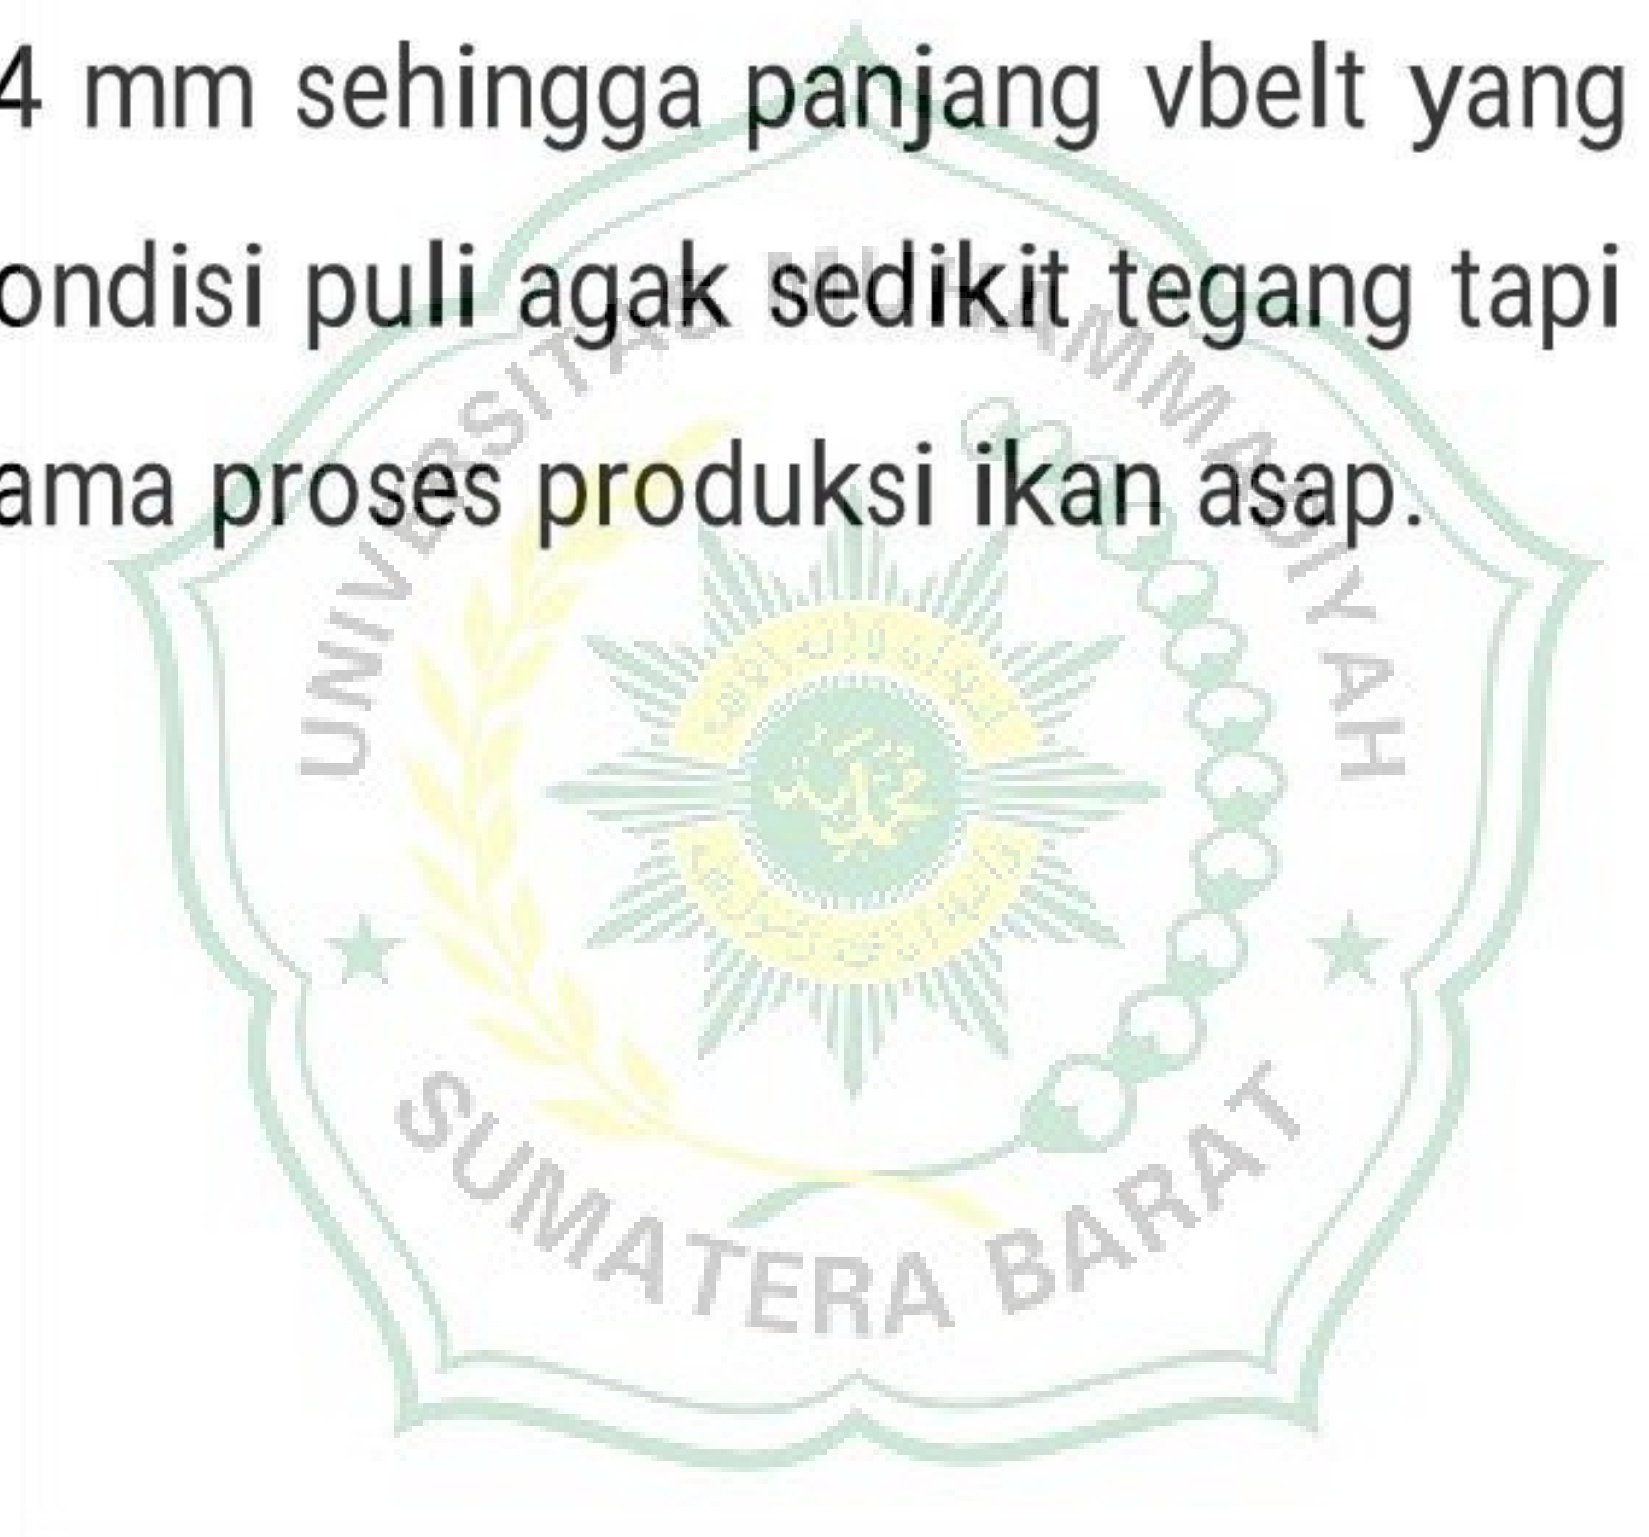 4 mm sehingga panjang vbelt yang
ondisi puli agak sedikit tegang tapi
ama proses produksi ikan asap.
UNIVERSITAS MUHAMMADIYAH
SUMATERA BARAT